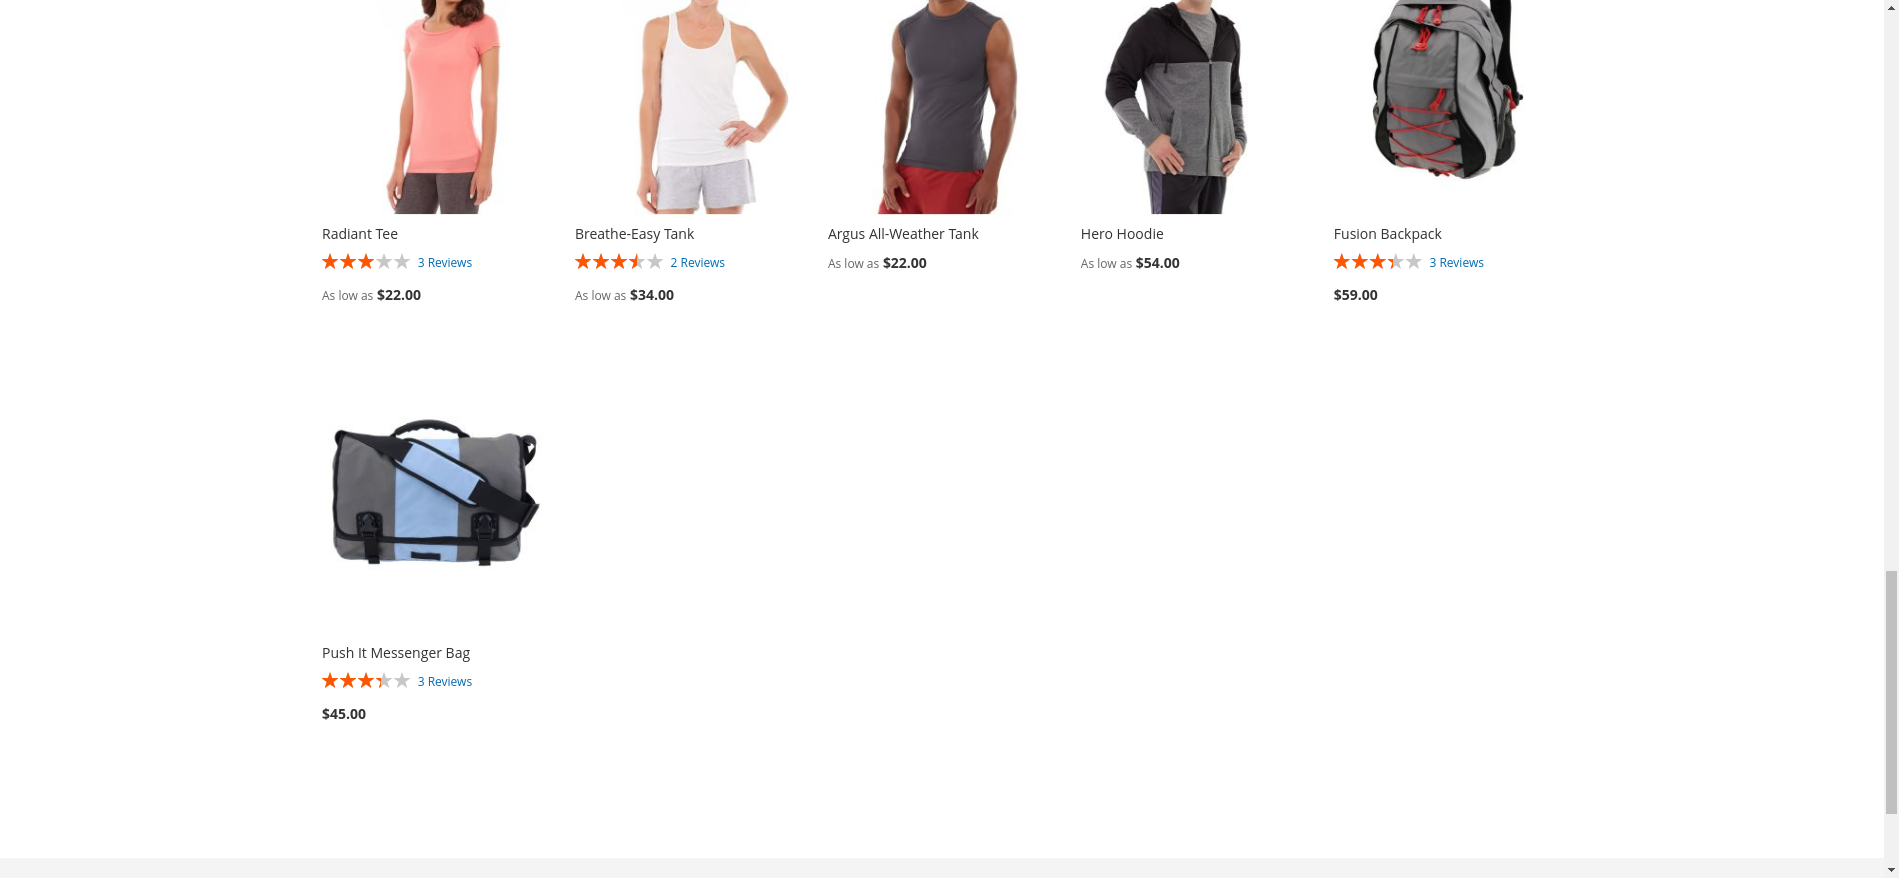 Radiant Tee
3 Reviews
As low as $22.00
Breathe-Easy Tank
2 Reviews
As low as $34.00
Argus All-Weather Tank
As low as $22.00
Hero Hoodie
As low as $54.00
Fusion Backpack
3 Reviews
$59.00
Push It Messenger Bag
3 Reviews
$45.00